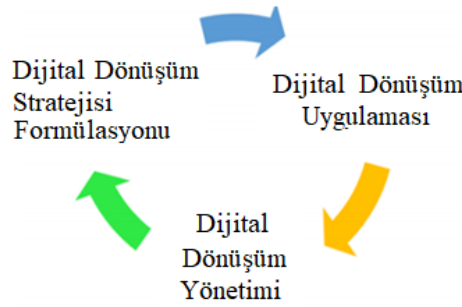 Dijital Dönüşüm
Stratejisi
Formülasyonu
Dijital Dönüşüm
Uygulaması
Dijital
Dönüşüm
Yönetimi